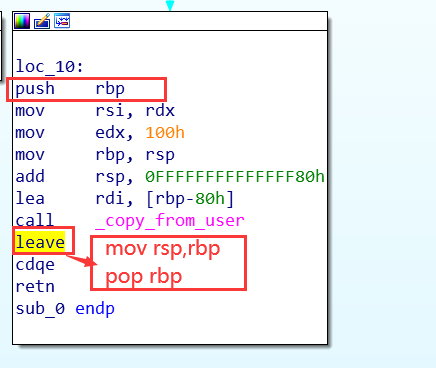 loc_10:
push rbp
mov rsi, rdx
mov edx, 100h
mov rbp, rsp
add rsp, 0FFFFFFFFFFFFFF80h
lea rdi, [rbp-80h]
call _copy_from_user
leave
mov rsp,rbp
cdqe
pop rbp
retn
sub_0 endp